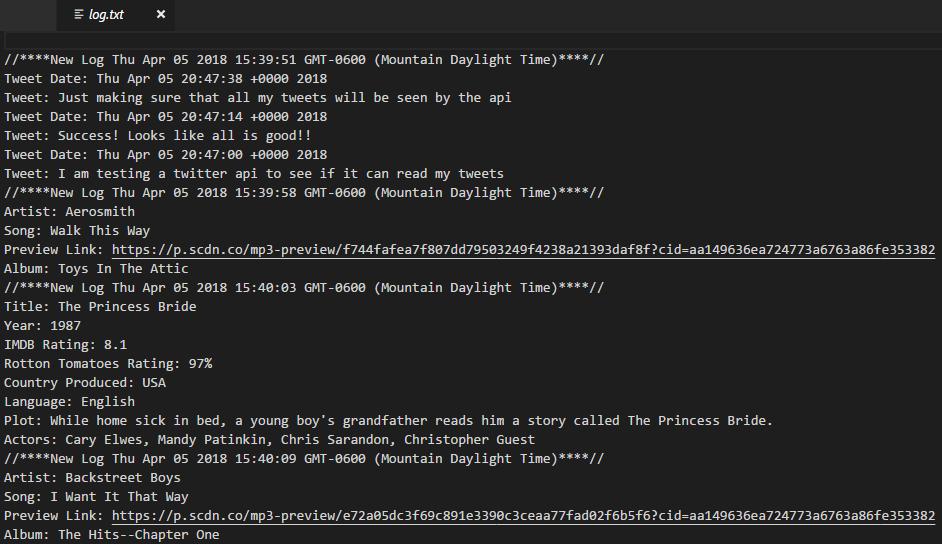 log.txt
//****New Log Thu Apr 05 2018 15:39:51 GMT-0600 (Mountain Daylight Time)****//
Tweet Date: Thu Apr 05 20:47:38 +0000 2018
Tweet: Just making sure that all my tweets will be seen by the api
Tweet Date: Thu Apr 05 20:47:14 +0000 2018
Tweet: Success! Looks like all is good!!
Tweet Date: Thu Apr 05 20:47:00 +0000 2018
Tweet: I am testing a twitter api to see if it can read my tweets
//****New Log Thu Apr 05 2018 15:39:58 GMT-0600 (Mountain Daylight Time)****//
Artist: Aerosmith
Song: Walk This Way
Preview Link: https://p.scdn.co/mp3-preview/f744fafea7f807dd79503249f4238a21393daf8f?cid=aa149636ea724773a6763a86fe353382
Album: Toys In The Attic
//****New Log Thu Apr 05 2018 15:40:03 GMT-0600 (Mountain Daylight Time)****//
Title: The Princess Bride
Year: 1987
IMDB Rating: 8.1
Rotton Tomatoes Rating: 97%
Country Produced: USA
Language: English
Plot: While home sick in bed, a young boy's grandfather reads him a story called The Princess Bride.
Actors: Cary Elwes, Mandy Patinkin, Chris Sarandon, Christopher Guest
//****New Log Thu Apr 05 2018 15:40:09 GMT-0600 (Mountain Daylight Time)****//
Artist: Backstreet Boys
Song: I Want It That Way
Preview Link: https://p.scdn.co/mp3-preview/e72a05dc3f69c891e3390c3ceaa77fad02f6b5f6?cid=aa149636ea724773a6763a86fe353382
Album: The Hits--Chapter One